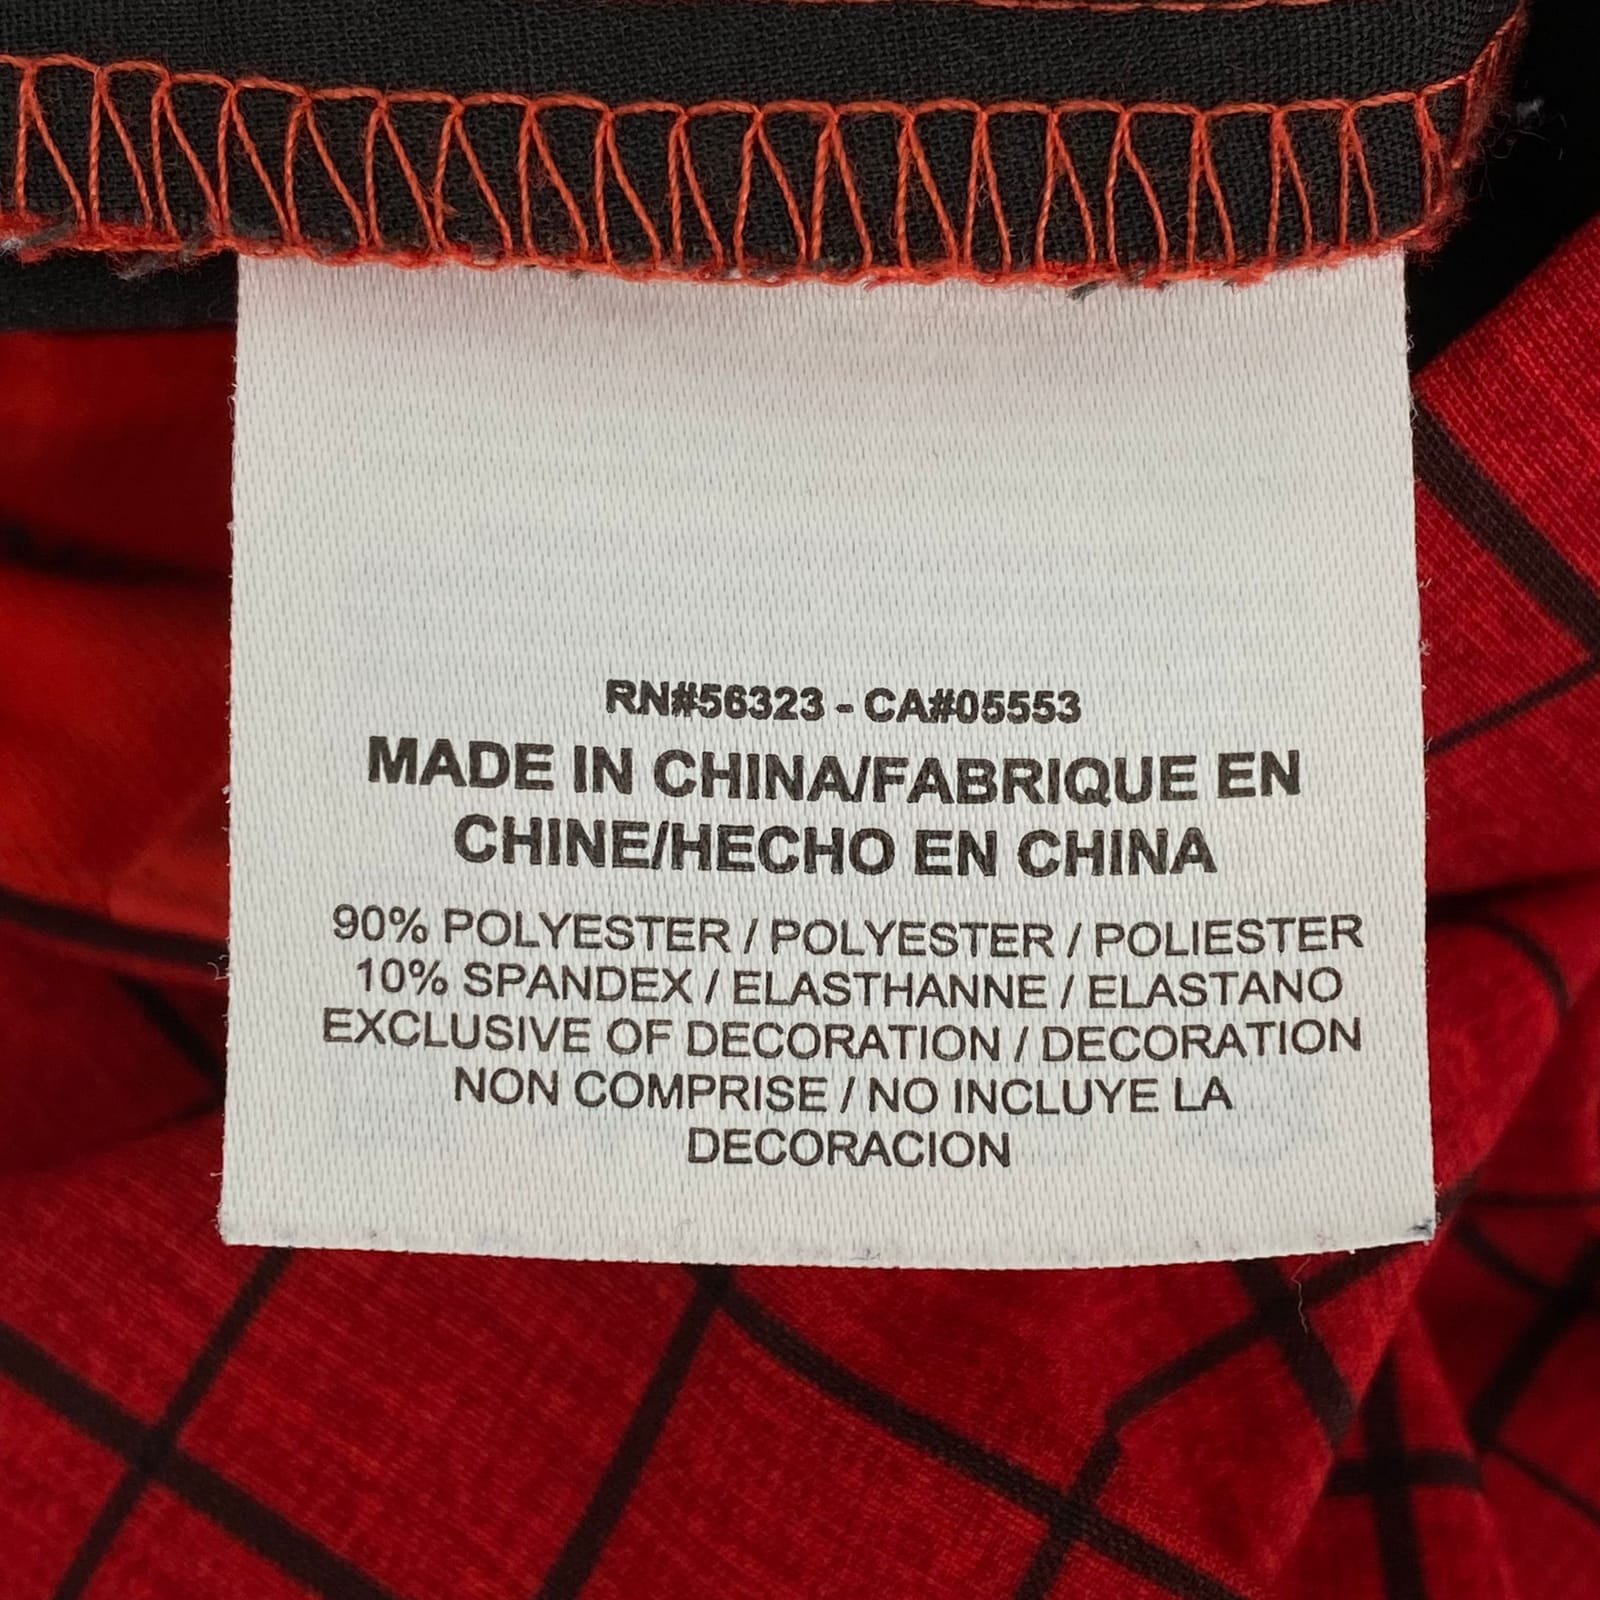 RN#56323 - CA#05553
MADE IN CHINA/FABRIQUE EN
CHINE/HECHO EN CHINA
90% POLYESTER / POLYESTER / POLIESTER
10% SPANDEX / ELASTHANNE / ELASTANO
EXCLUSIVE OF DECORATION / DECORATION
NON COMPRISE / NO INCLUYE LA
DECORACION